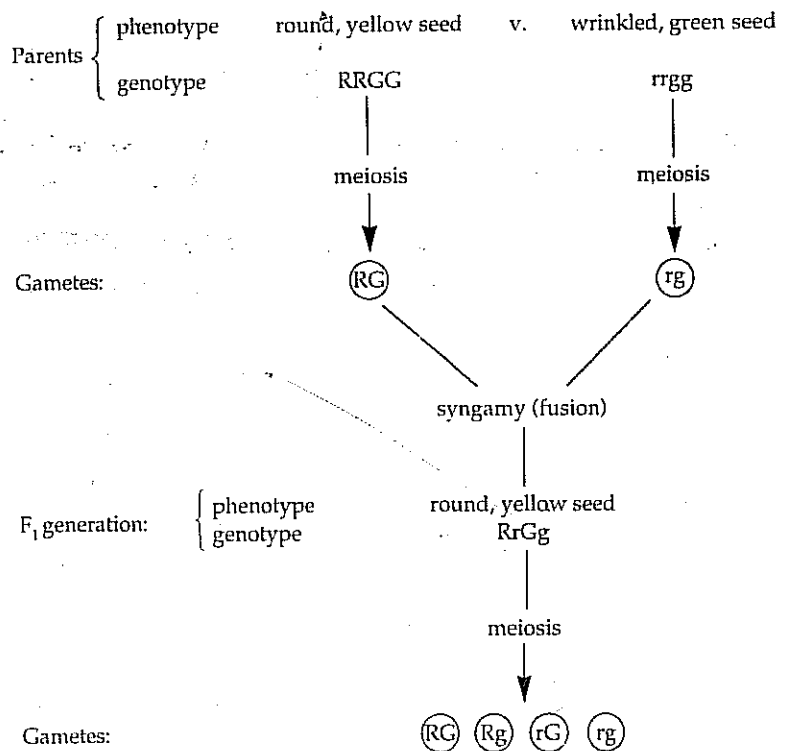 Parents phenotype round, yellow seed v. wrinkled, green seed
genotype RRGG rrgg
meiosis meiosis
Gametes: RG rg
syngamy (fusion)
F₁ generation: phenotype round, yellow seed
genotype RrGg
meiosis
Gametes: RG Rg rG rg